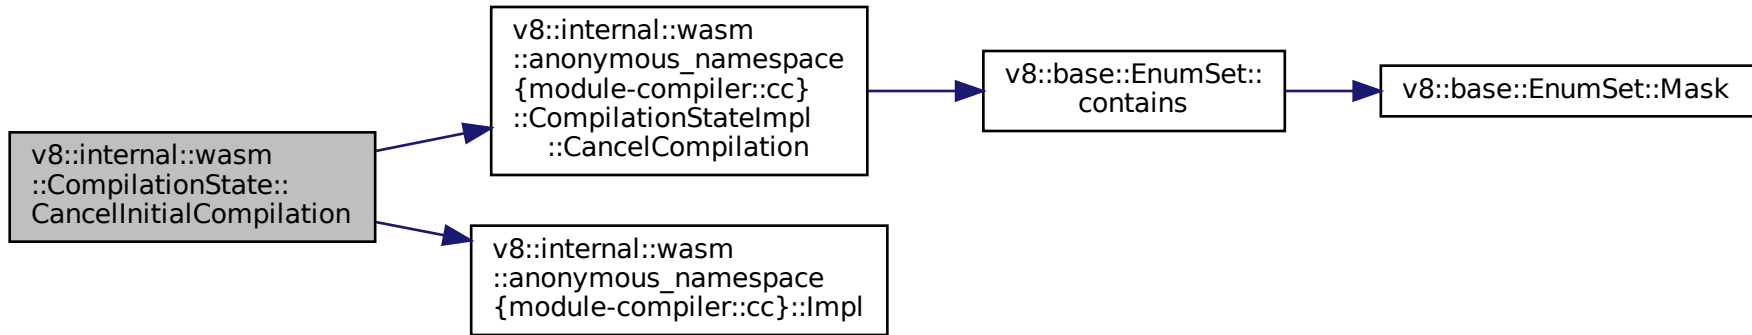 v8::internal::wasm
::CompilationState::
CancelInitialCompilation
v8::internal::wasm
::anonymous_namespace
{module-compiler::cc}
::CompilationStateImpl
::CancelCompilation
v8::base::EnumSet::
contains
v8::base::EnumSet::Mask
v8::internal::wasm
::anonymous_namespace
{module-compiler::cc}::Impl